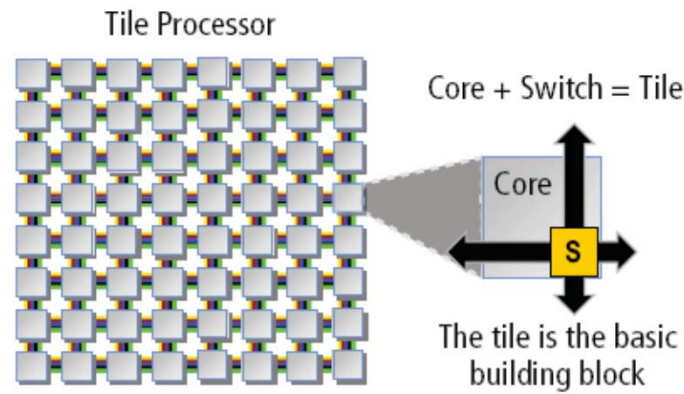 Tile Processor
Core + Switch = Tile
Core
S
The tile is the basic
building block